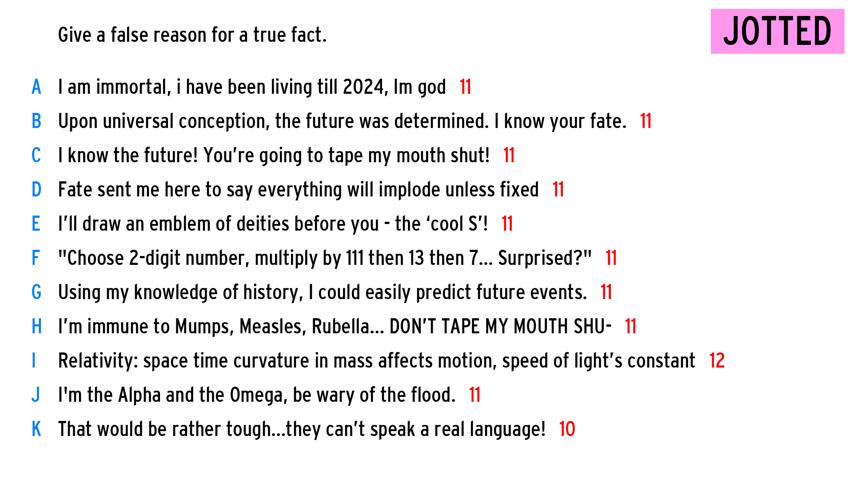 Give a false reason for a true fact.
JOTTED
A I am immortal, i have been living till 2024, Im god 11
B Upon universal conception, the future was determined. I know your fate. 11
C I know the future! You’re going to tape my mouth shut! 11
D Fate sent me here to say everything will implode unless fixed 11
E I’ll draw an emblem of deities before you - the ‘cool S’! 11
F "Choose 2-digit number, multiply by 111 then 13 then 7... Surprised?" 11
G Using my knowledge of history, I could easily predict future events. 11
H I’m immune to Mumps, Measles, Rubella... DON’T TAPE MY MOUTH SHU- 11
I Relativity: space time curvature in mass affects motion, speed of light’s constant 12
J I'm the Alpha and the Omega, be wary of the flood. 11
K That would be rather tough...they can’t speak a real language! 10